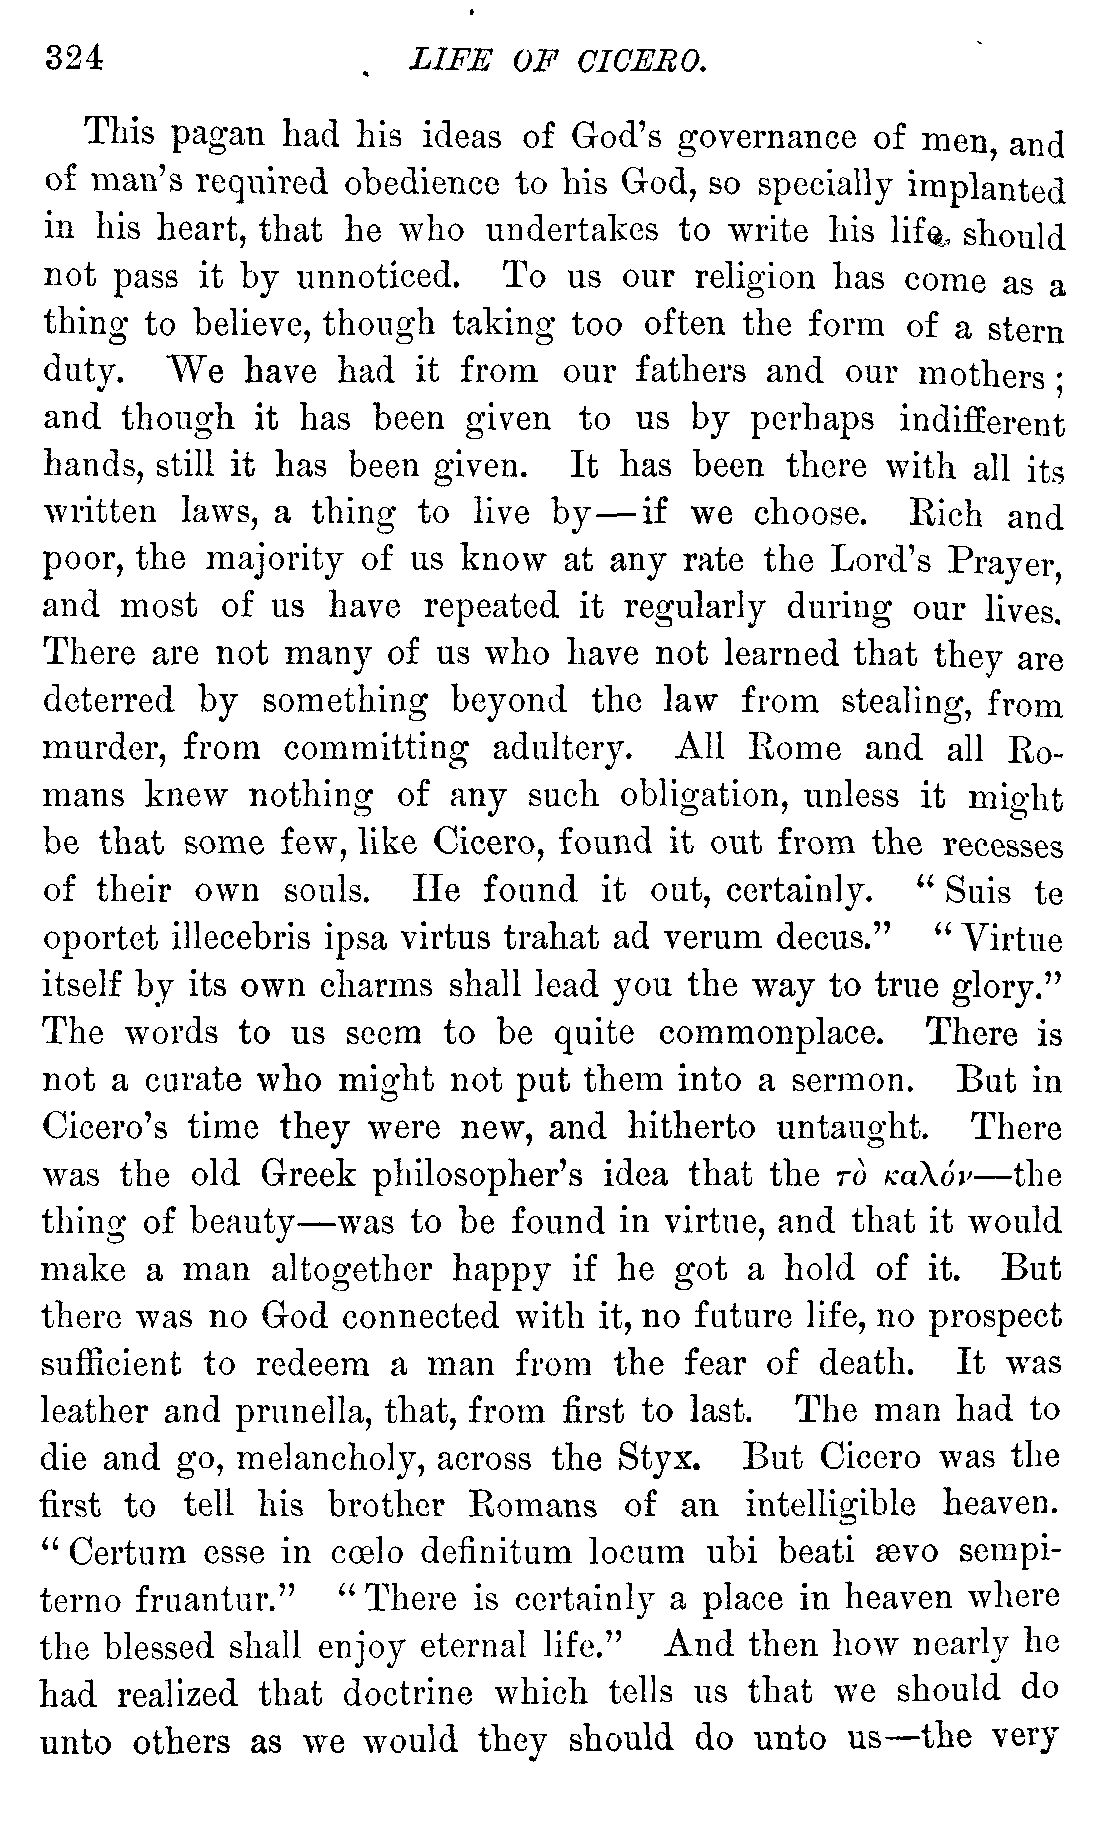 324 LIFE OF CICERO.
This pagan had his ideas of God's governance of men, and
of man's required obedience to his God, so specially implanted
in his heart, that he who undertakes to write his life, should
not pass it by unnoticed. To us our religion has come as a
thing to believe, though taking too often the form of a stern
duty. We have had it from our fathers and our mothers;
and though it has been given to us by perhaps indifferent
hands, still it has been given. It has been there with all its
written laws, a thing to live by—if we choose. Rich and
poor, the majority of us know at any rate the Lord's Prayer,
and most of us have repeated it regularly during our lives.
There are not many of us who have not learned that they are
deterred by something beyond the law from stealing, from
murder, from committing adultery. All Rome and all Ro-
mans knew nothing of any such obligation, unless it might
be that some few, like Cicero, found it out from the recesses
of their own souls. He found it out, certainly. "Suis te
oportet illecebris ipsa virtus trahat ad verum decus." "Virtue
itself by its own charms shall lead you the way to true glory."
The words to us seem to be quite commonplace. There is
not a curate who might not put them into a sermon. But in
Cicero's time they were new, and hitherto untaught. There
was the old Greek philosopher's idea that the τὸ καλόν—the
thing of beauty—was to be found in virtue, and that it would
make a man altogether happy if he got a hold of it. But
there was no God connected with it, no future life, no prospect
sufficient to redeem a man from the fear of death. It was
leather and prunella, that, from first to last. The man had to
die and go, melancholy, across the Styx. But Cicero was the
first to tell his brother Romans of an intelligible heaven.
"Certum esse in cœlo definitum locum ubi beati ævo sempi-
terno fruantur." "There is certainly a place in heaven where
the blessed shall enjoy eternal life." And then how nearly he
had realized that doctrine which tells us that we should do
unto others as we would they should do unto us—the very